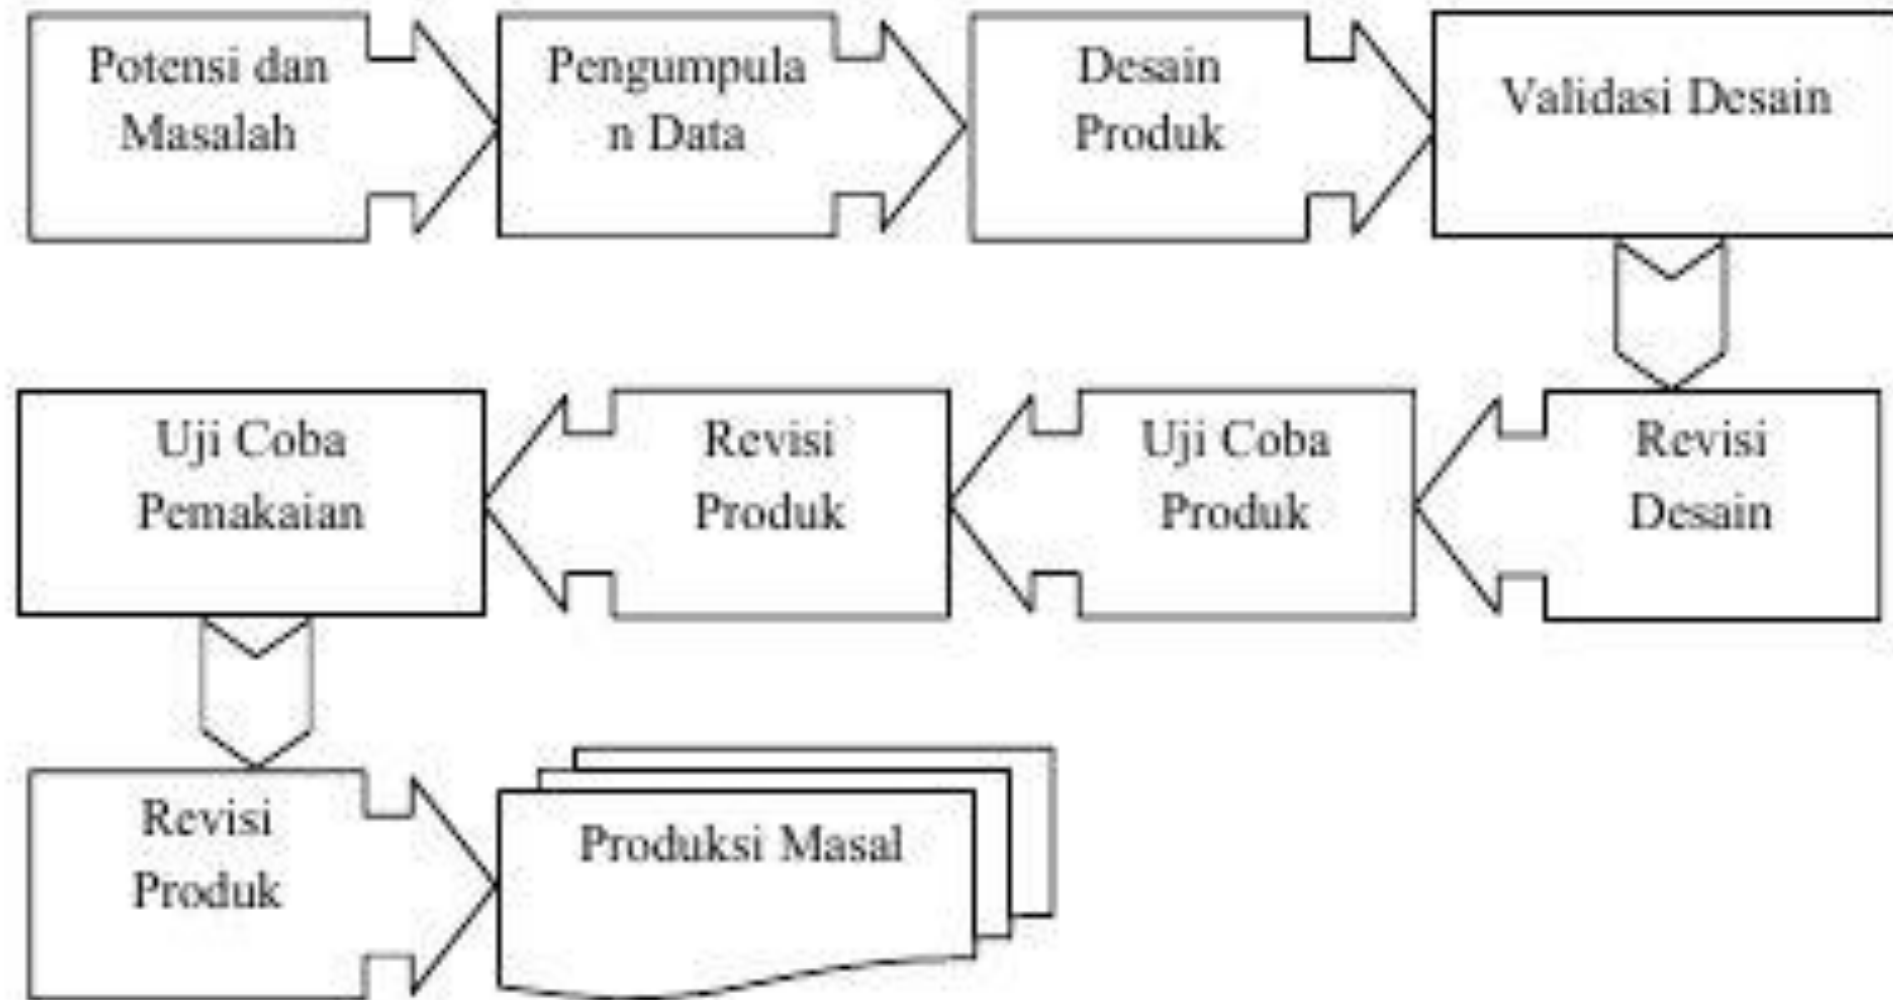 Potensi dan
Masalah
Pengumpula
n Data
Desain
Produk
Validasi Desain
Revisi
Desain
Uji Coba
Produk
Revisi
Produk
Uji Coba
Pemakaian
Revisi
Produk
Produksi Masal